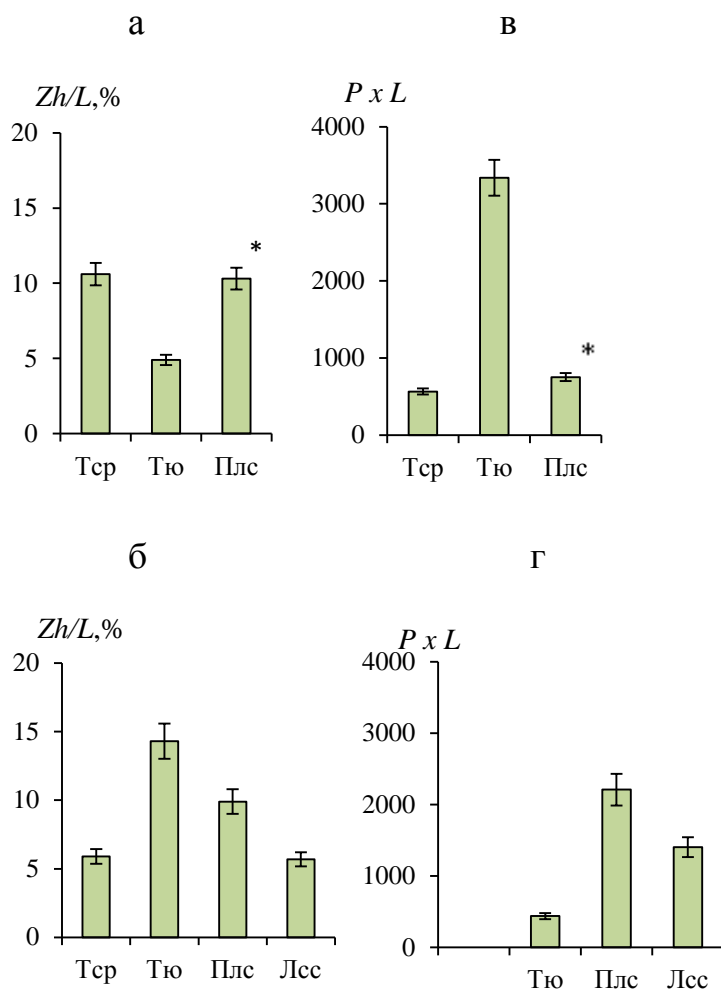 а
Zh/L,%
20
15
10
5
0
*
Тср Тю Плс
в
P x L
4000
3000
2000
1000
0
*
Тср Тю Плс
б
Zh/L,%
20
15
10
5
0
Тср Тю Плс Лсс
г
P x L
4000
3000
2000
1000
0
Тю Плс Лсс